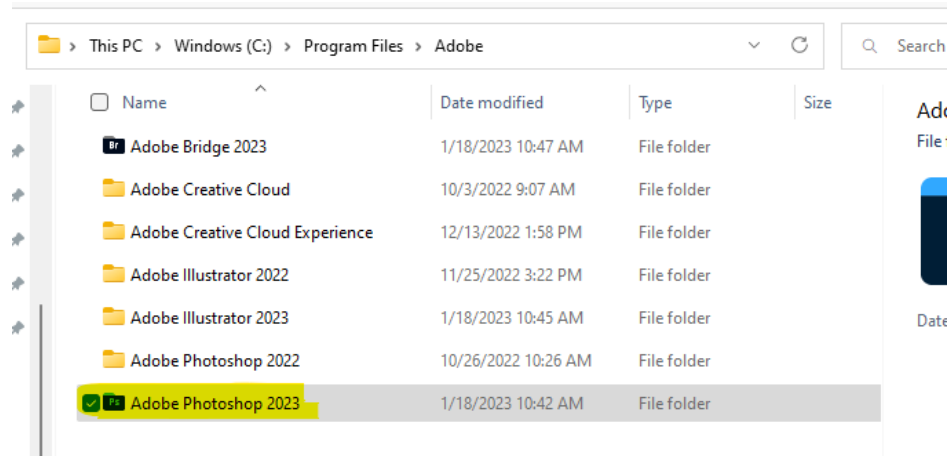 This PC > Windows (C:) > Program Files > Adobe Search
Name Date modified Type Size
Br Adobe Bridge 2023 1/18/2023 10:47 AM File folder
Adobe Creative Cloud 10/3/2022 9:07 AM File folder
Adobe Creative Cloud Experience 12/13/2022 1:58 PM File folder
Adobe Illustrator 2022 11/25/2022 3:22 PM File folder
Adobe Illustrator 2023 1/18/2023 10:45 AM File folder
Adobe Photoshop 2022 10/26/2022 10:26 AM File folder
Ps Adobe Photoshop 2023 1/18/2023 10:42 AM File folder
File
Date